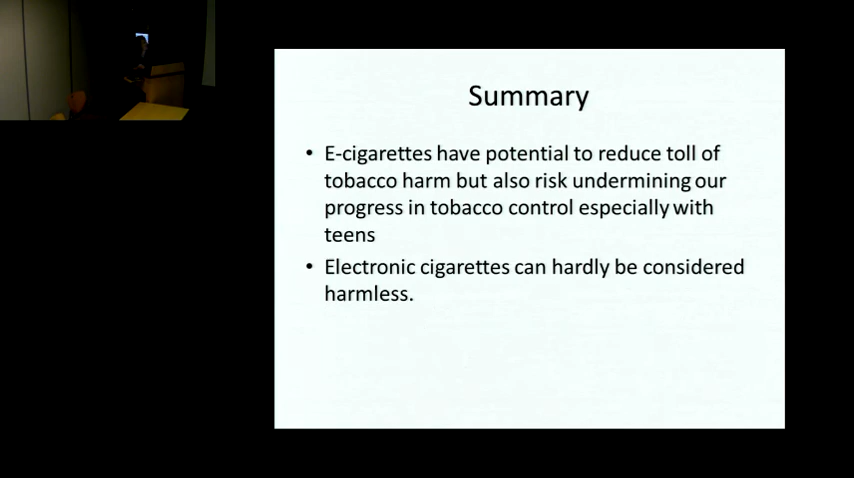 Summary
• E-cigarettes have potential to reduce toll of
tobacco harm but also risk undermining our
progress in tobacco control especially with
teens
• Electronic cigarettes can hardly be considered
harmless.